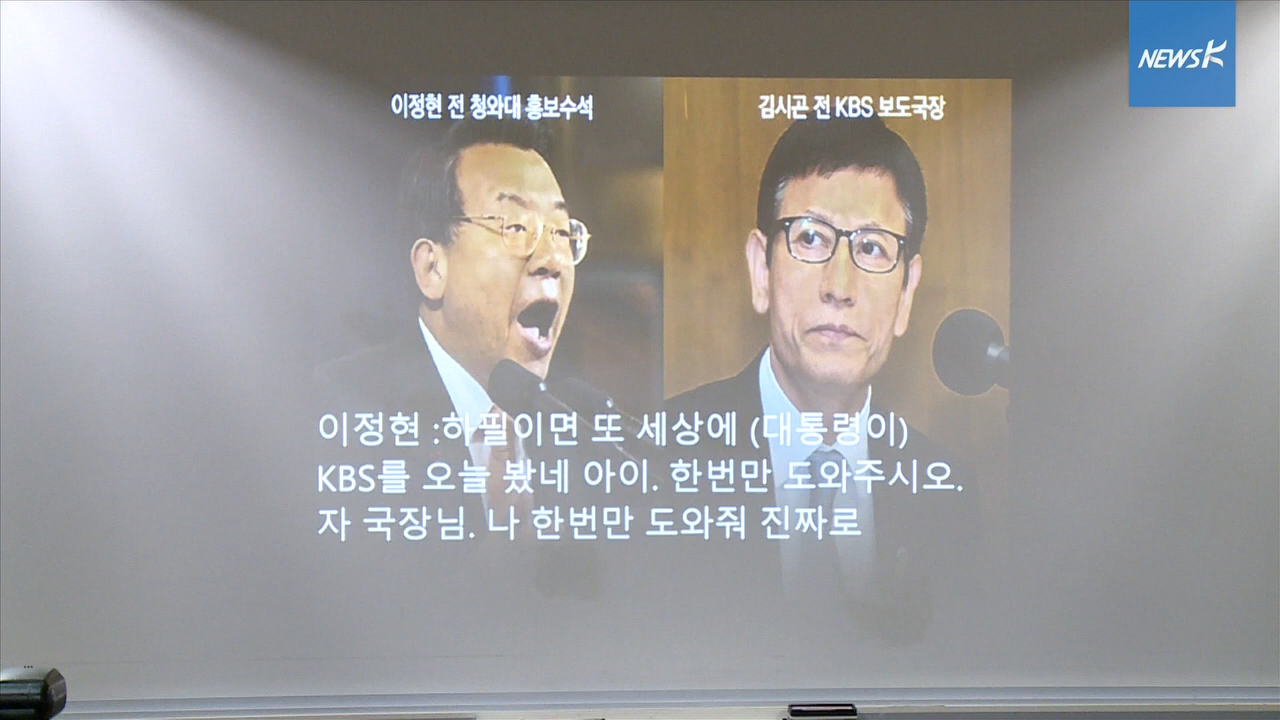 NEWSK
이정현 전 청와대 홍보수석
김시곤 전 KBS 보도국장
이정현 :하필이면 또 세상에 (대통령이)
KBS를 오늘 봤네 아이. 한번만 도와주시오.
자 국장님. 나 한번만 도와줘 진짜로